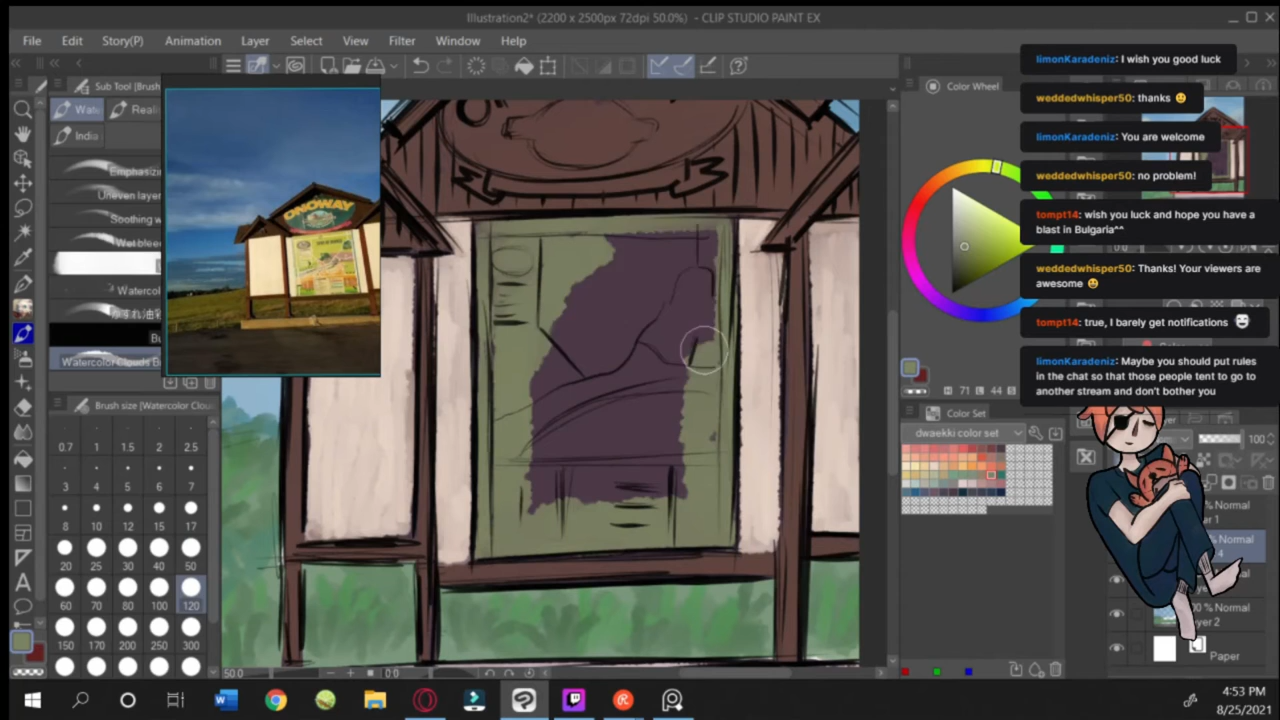 Illustration2* (2200 x 2500px 72dpi 50.0%) - CLIP STUDIO PAINT EX
File Edit Story(P) Animation Layer Select View Filter Window Help
Sub Tool [Brush
India
Emphasizin
Uneven layer
Soothing w
Wet blee
Watercol
Watercolor Clouds B
ONOWAY
Brush size [Watercolor Clou
0.7 1 1.5 2 2.5
3 4 5 6 7
8 10 12 15 17
20 25 30 40 50
60 70 80 100 120
150 170 200 250 300
50.0
Color Wheel
71 44
Color Set
dwaekki color set
100
Normal
Normal
% Normal
Paper
limonKaradeniz: I wish you good luck
weddedwhisper50: thanks 😃
limonKaradeniz: You are welcome
weddedwhisper50: no problem!
tompt14: wish you luck and hope you have a
blast in Bulgaria^^
weddedwhisper50: Thanks! Your viewers are
awesome 😃
tompt14: true, I barely get notifications
limonKaradeniz: Maybe you should put rules
in the chat so that those people tent to go to
another stream and don't bother you
4:53 PM
8/25/2021